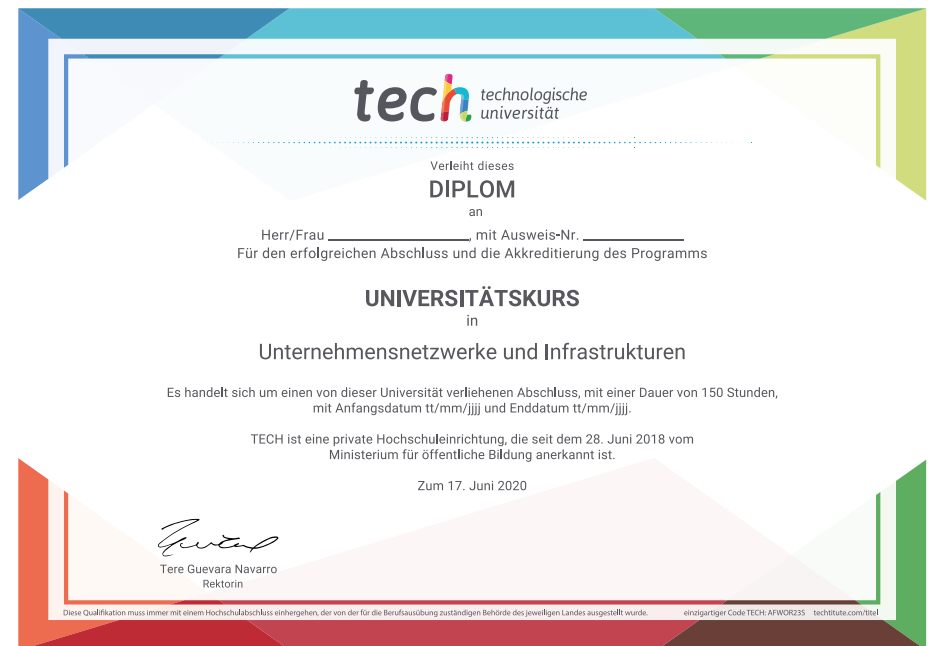 tech technologische
universität
Verleiht dieses
DIPLOM
an
Herr/Frau ____________________, mit Ausweis-Nr. ______________
Für den erfolgreichen Abschluss und die Akkreditierung des Programms
UNIVERSITÄTSKURS
in
Unternehmensnetzwerke und Infrastrukturen
Es handelt sich um einen von dieser Universität verliehenen Abschluss, mit einer Dauer von 150 Stunden,
mit Anfangsdatum tt/mm/jjjj und Enddatum tt/mm/jjjj.
TECH ist eine private Hochschuleinrichtung, die seit dem 28. Juni 2018 vom
Ministerium für öffentliche Bildung anerkannt ist.
Zum 17. Juni 2020
Tere Guevara Navarro
Rektorin
Diese Qualifikation muss immer mit einem Hochschulabschluss einhergehen, der von der für die Berufsausübung zuständigen Behörde des jeweiligen Landes ausgestellt wurde. einzigartiger Code TECH: AFWOR23S techtitute.com/titel